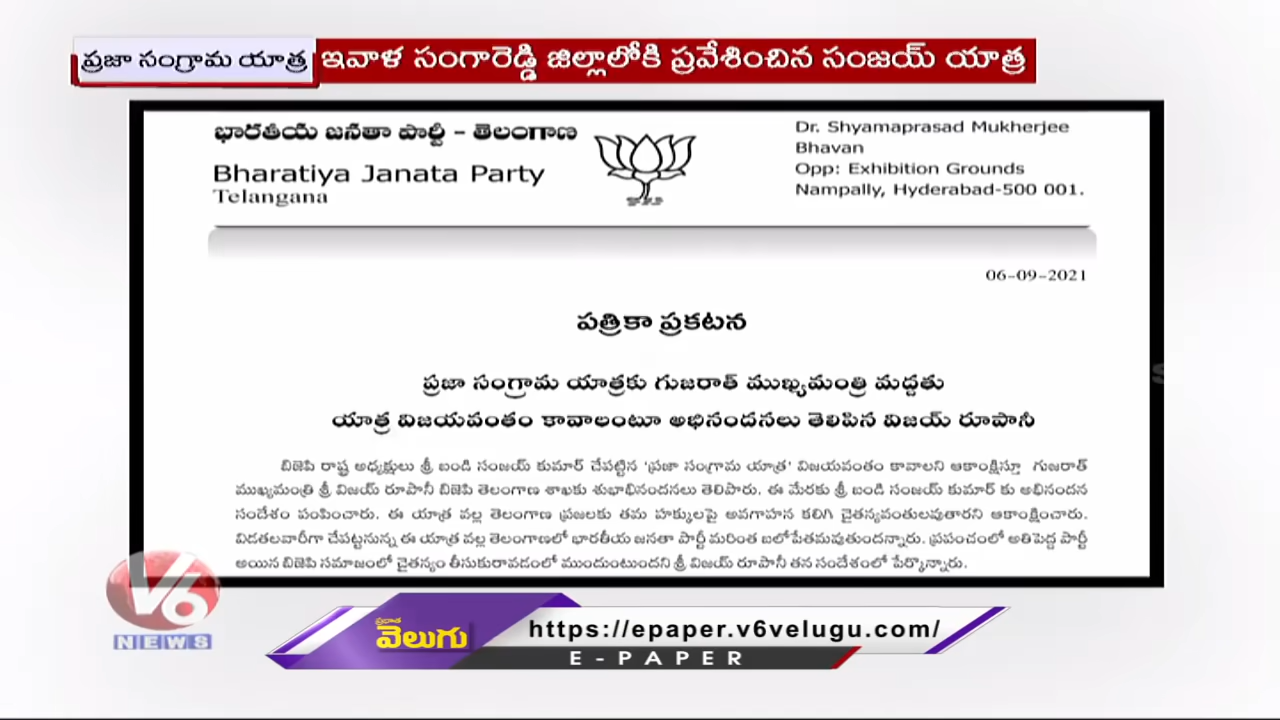 ప్రజా సంగ్రామ యాత్ర ఇవాళ సంగారెడ్డి జిల్లాలోకి ప్రవేశించిన సంజయ్ యాత్ర
భారతీయ జనతా పార్టీ - తెలంగాణ
Bharatiya Janata Party
Telangana
Dr. Shyamaprasad Mukherjee
Bhavan
Opp: Exhibition Grounds
Nampally, Hyderabad-500 001.
06-09-2021
పత్రికా ప్రకటన
ప్రజా సంగ్రామ యాత్రకు గుజరాత్ ముఖ్యమంత్రి మద్దతు
యాత్ర విజయవంతం కావాలంటూ అభినందనలు తెలిపిన విజయ్ రూపానీ
బిజెపి రాష్ట్ర అధ్యక్షులు శ్రీ బండి సంజయ్ కుమార్ చేపట్టిన 'ప్రజా సంగ్రామ యాత్ర' విజయవంతం కావాలని ఆకాంక్షిస్తూ గుజరాత్
ముఖ్యమంత్రి శ్రీ విజయ్ రూపానీ బిజెపి తెలంగాణ శాఖకు శుభాభినందనలు తెలిపారు. ఈ మేరకు శ్రీ బండి సంజయ్ కుమార్ కు అభినందన
సందేశం పంపించారు. ఈ యాత్ర వల్ల తెలంగాణ ప్రజలకు తమ హక్కులపై అవగాహన కలిగి చైతన్యవంతులవుతారని ఆకాంక్షించారు.
విడతలవారీగా చేపట్టనున్న ఈ యాత్ర వల్ల తెలంగాణలో భారతీయ జనతా పార్టీ మరింత బలోపేతమవుతుందన్నారు. ప్రపంచంలో అతిపెద్ద పార్టీ
అయిన బిజెపి సమాజంలో చైతన్యం తీసుకురావడంలో ముందుంటుందని శ్రీ విజయ్ రూపానీ తన సందేశంలో పేర్కొన్నారు.
V6
NEWS
ప్రభాత
వెలుగు
https://epaper.v6velugu.com/
E-PAPER